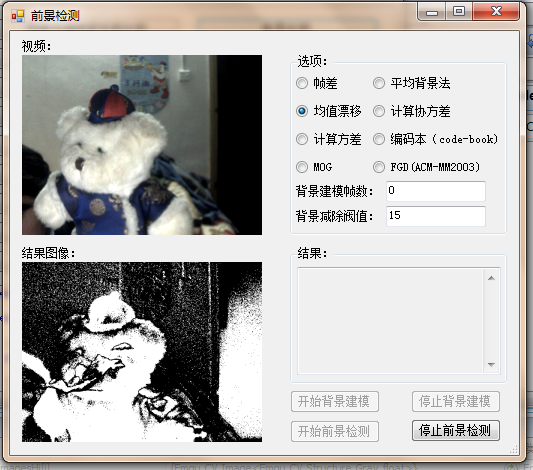 前景检测
视频：
选项：
帧差
平均背景法
均值漂移
计算协方差
计算方差
编码本（code-book）
MOG
FGD(ACM-MM2003)
背景建模帧数：
0
背景减除阀值：
15
结果图像：
结果：
开始背景建模
停止背景建模
开始前景检测
停止前景检测